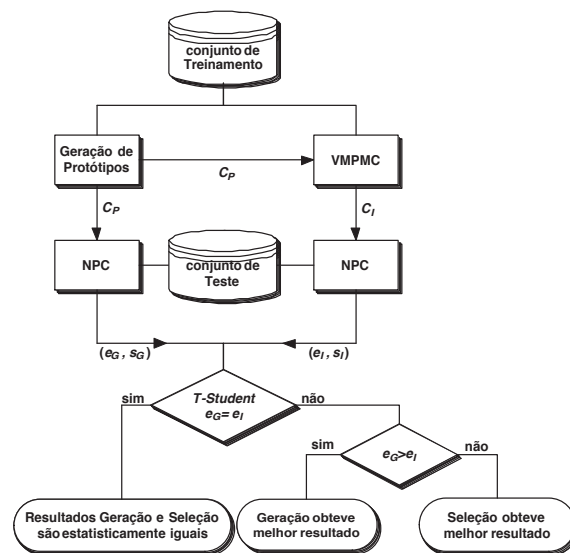 conjunto de
Treinamento
Geração de
Protótipos
VMPMC
C_P
C_P
C_I
NPC
conjunto de
Teste
NPC
(e_G , s_G)
(e_I , s_I)
sim
T-Student
e_G= e_I
não
sim
e_G>e_I
não
Resultados Geração e Seleção
são estatisticamente iguais
Geração obteve
melhor resultado
Seleção obteve
melhor resultado